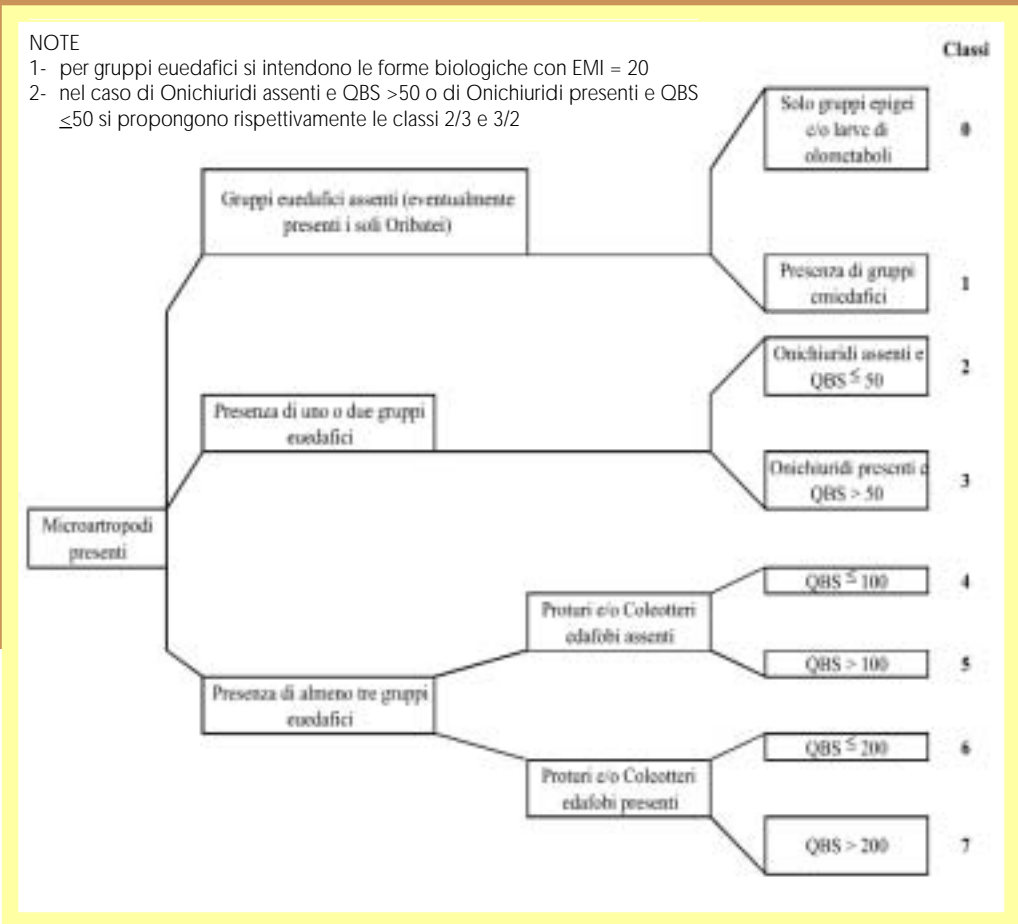 NOTE
1- per gruppi euedafici si intendono le forme biologiche con EMI = 20
2- nel caso di Onichiuridi assenti e QBS >50 o di Onichiuridi presenti e QBS
≤50 si propongono rispettivamente le classi 2/3 e 3/2
Classi
Solo gruppi epigei
e/o larve di
olometaboli
0
Gruppi euedafici assenti (eventualmente
presenti i soli Oribatei)
Presenza di gruppi
emiedafici
1
Onichiuridi assenti e
QBS ≤ 50
2
Presenza di uno o due gruppi
euedafici
Onichiuridi presenti e
QBS > 50
3
Microartropodi
presenti
QBS ≤ 100
4
Proturi e/o Coleotteri
edafobi assenti
QBS > 100
5
Presenza di almeno tre gruppi
euedafici
QBS ≤ 200
6
Proturi e/o Coleotteri
edafobi presenti
QBS > 200
7